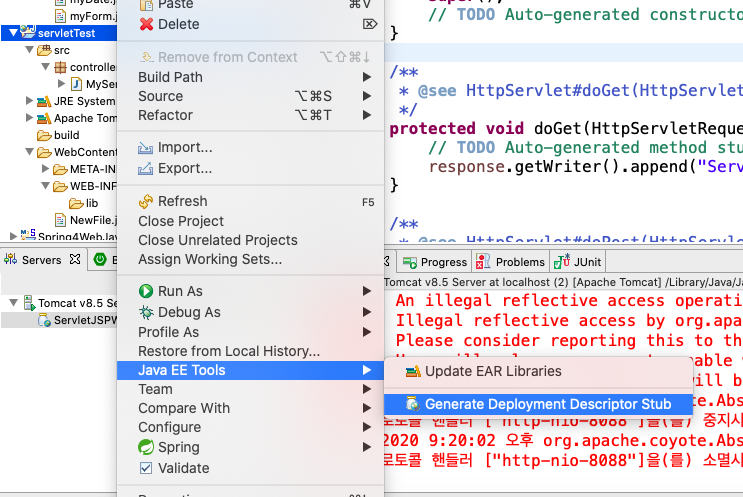 myDate.j
myForm.j
servletTest
src
controlle
MySer
JRE System
Apache Tom
build
WebContent
META-IN
WEB-INF
lib
NewFile.j
Spring4WebJav
Servers
Tomcat v8.5 Se
ServletJSPW
Paste ⌘V
Delete ⌦
Remove from Context ⌥⇧⌘↓
Build Path
Source ⌥⌘S
Refactor ⌥⌘T
Import...
Export...
Refresh F5
Close Project
Close Unrelated Projects
Assign Working Sets...
Run As
Debug As
Profile As
Restore from Local History...
Java EE Tools
Team
Compare With
Configure
Spring
Validate
Update EAR Libraries
Generate Deployment Descriptor Stub
super();
// TODO Auto-generated constructo
}
/**
* @see HttpServlet#doGet(HttpServlet
*/
protected void doGet(HttpServletReque
// TODO Auto-generated method stu
response.getWriter().append("Serv
}
/**
* @see HttpServlet#doPost(HttpServl
Progress Problems JUnit
Tomcat v8.5 Server at localhost (2) [Apache Tomcat] /Library/Java/Ja
An illegal reflective access operati
Illegal reflective access by org.apa
Please consider reporting this to th
ill be
te.Abs
로토콜 핸들러 ["http-nio-8088"]을(를) 중지시
2020 9:20:02 오후 org.apache.coyote.Abs
로토콜 핸들러 ["http-nio-8088"]을(를) 소멸시